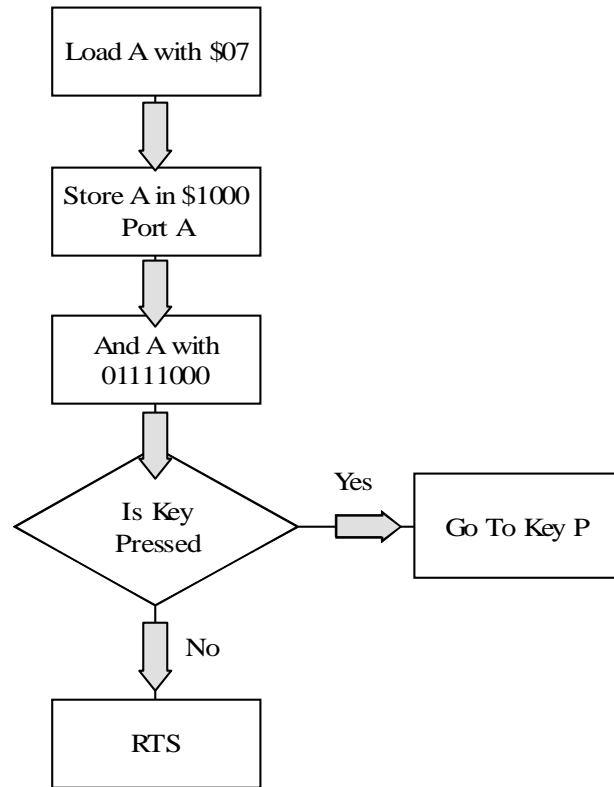 Load A with $07
Store A in $1000
Port A
And A with
01111000
Is Key
Pressed
Yes
Go To Key P
No
RTS